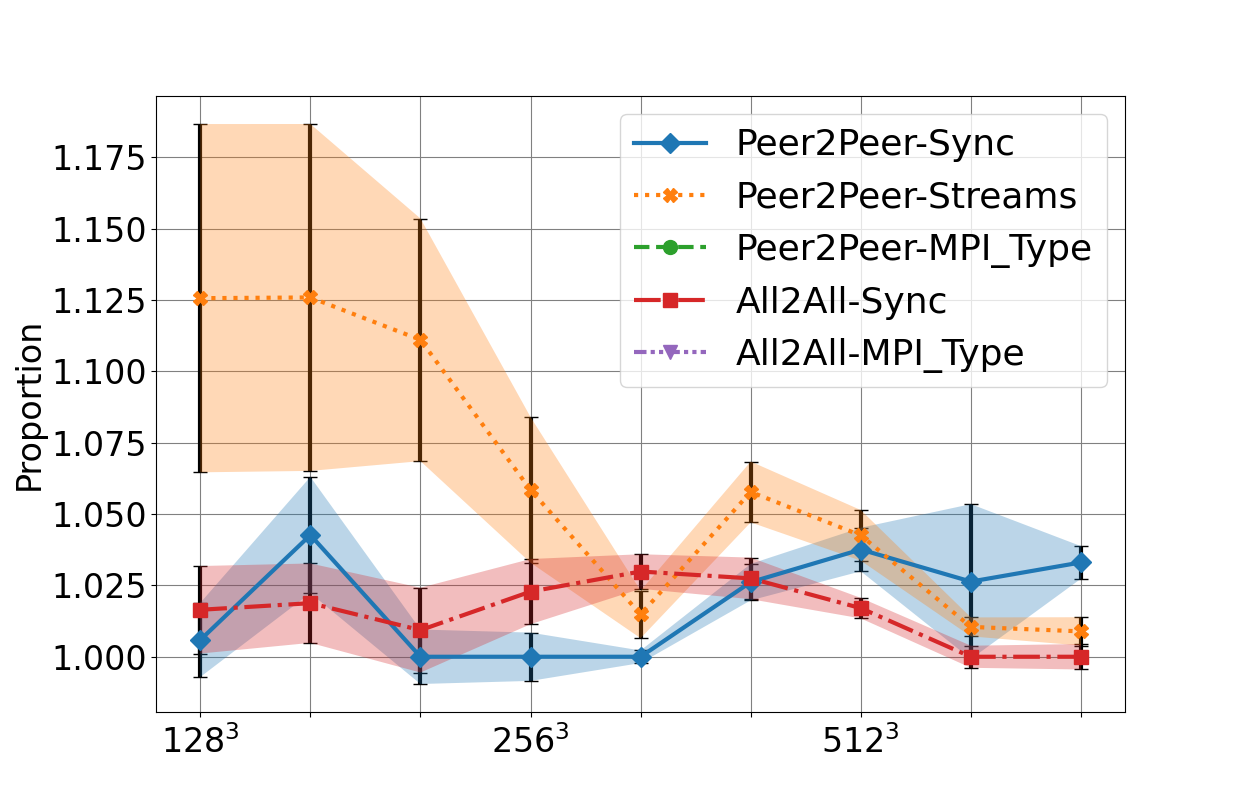 Proportion
1.175
1.150
1.125
1.100
1.075
1.050
1.025
1.000
128³
256³
512³
Peer2Peer-Sync
Peer2Peer-Streams
Peer2Peer-MPI_Type
All2All-Sync
All2All-MPI_Type